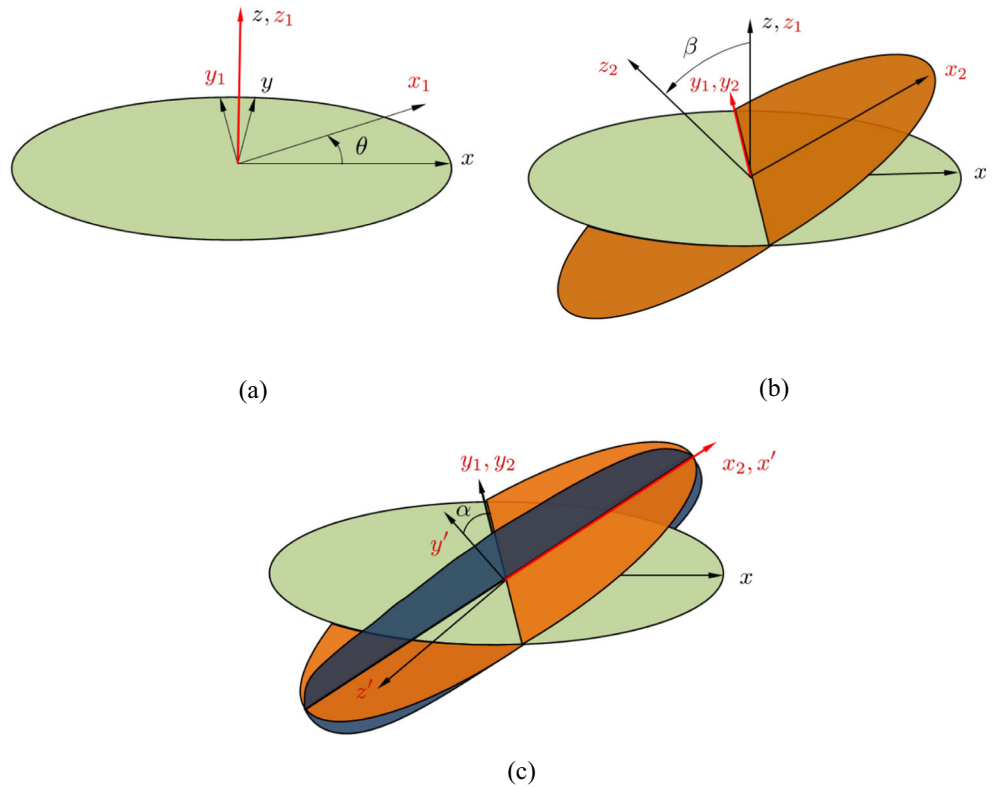 z, z₁
y₁ y x₁
θ x
(a)
z, z₁
β
z₂ y₁, y₂ x₂
x
(b)
y₁, y₂ x₂, x′
α
y′
x
z′
(c)